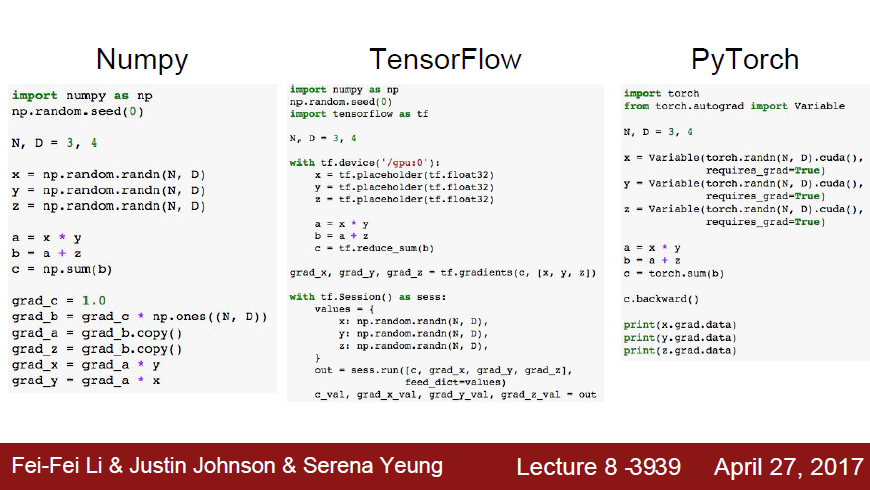 Numpy
import numpy as np
np.random.seed(0)
N, D = 3, 4
x = np.random.randn(N, D)
y = np.random.randn(N, D)
z = np.random.randn(N, D)
a = x * y
b = a + z
c = np.sum(b)
grad_c = 1.0
grad_b = grad_c * np.ones((N, D))
grad_a = grad_b.copy()
grad_z = grad_b.copy()
grad_x = grad_a * y
grad_y = grad_a * x
TensorFlow
import numpy as np
np.random.seed(0)
import tensorflow as tf
N, D = 3, 4
with tf.device('/gpu:0'):
    x = tf.placeholder(tf.float32)
    y = tf.placeholder(tf.float32)
    z = tf.placeholder(tf.float32)
    a = x * y
    b = a + z
    c = tf.reduce_sum(b)
grad_x, grad_y, grad_z = tf.gradients(c, [x, y, z])
with tf.Session() as sess:
    values = {
        x: np.random.randn(N, D),
        y: np.random.randn(N, D),
        z: np.random.randn(N, D),
    }
    out = sess.run([c, grad_x, grad_y, grad_z],
                   feed_dict=values)
    c_val, grad_x_val, grad_y_val, grad_z_val = out
PyTorch
import torch
from torch.autograd import Variable
N, D = 3, 4
x = Variable(torch.randn(N, D).cuda(),
             requires_grad=True)
y = Variable(torch.randn(N, D).cuda(),
             requires_grad=True)
z = Variable(torch.randn(N, D).cuda(),
             requires_grad=True)
a = x * y
b = a + z
c = torch.sum(b)
c.backward()
print(x.grad.data)
print(y.grad.data)
print(z.grad.data)
Fei-Fei Li & Justin Johnson & Serena Yeung Lecture 8 -3939 April 27, 2017